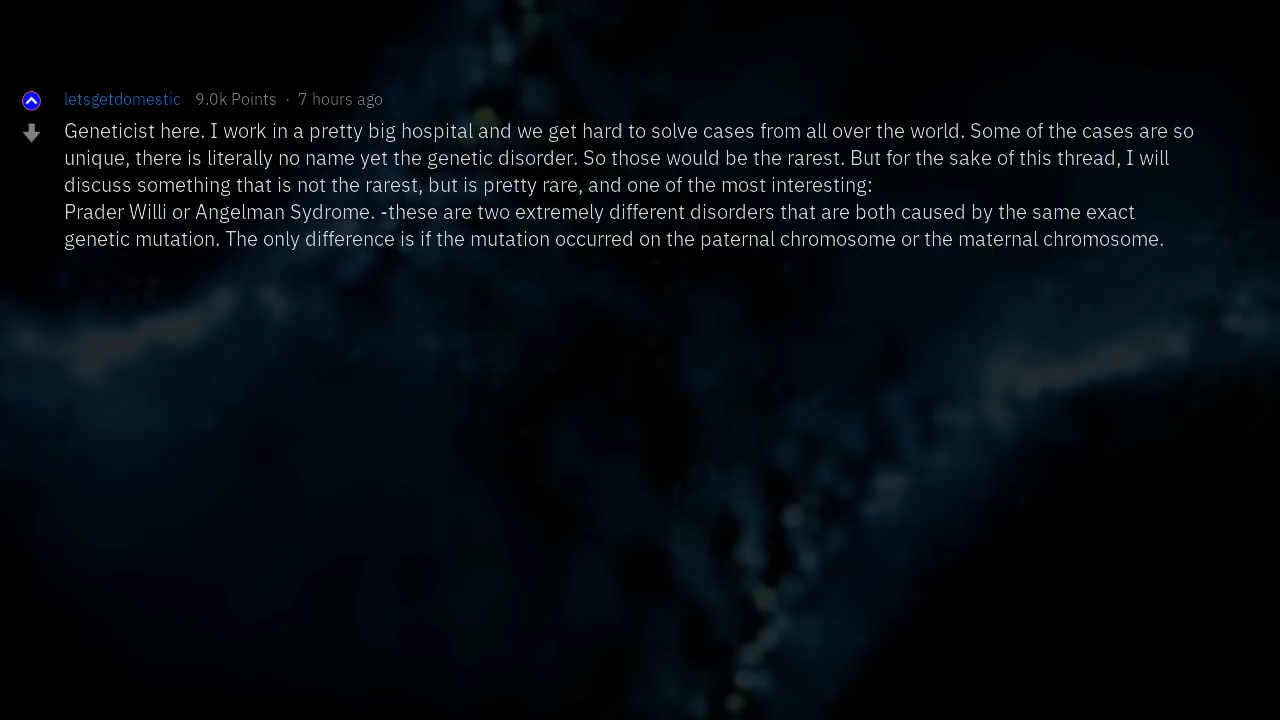 letsgetdomestic 9.0k Points · 7 hours ago
Geneticist here. I work in a pretty big hospital and we get hard to solve cases from all over the world. Some of the cases are so
unique, there is literally no name yet the genetic disorder. So those would be the rarest. But for the sake of this thread, I will
discuss something that is not the rarest, but is pretty rare, and one of the most interesting:
Prader Willi or Angelman Sydrome. -these are two extremely different disorders that are both caused by the same exact
genetic mutation. The only difference is if the mutation occurred on the paternal chromosome or the maternal chromosome.